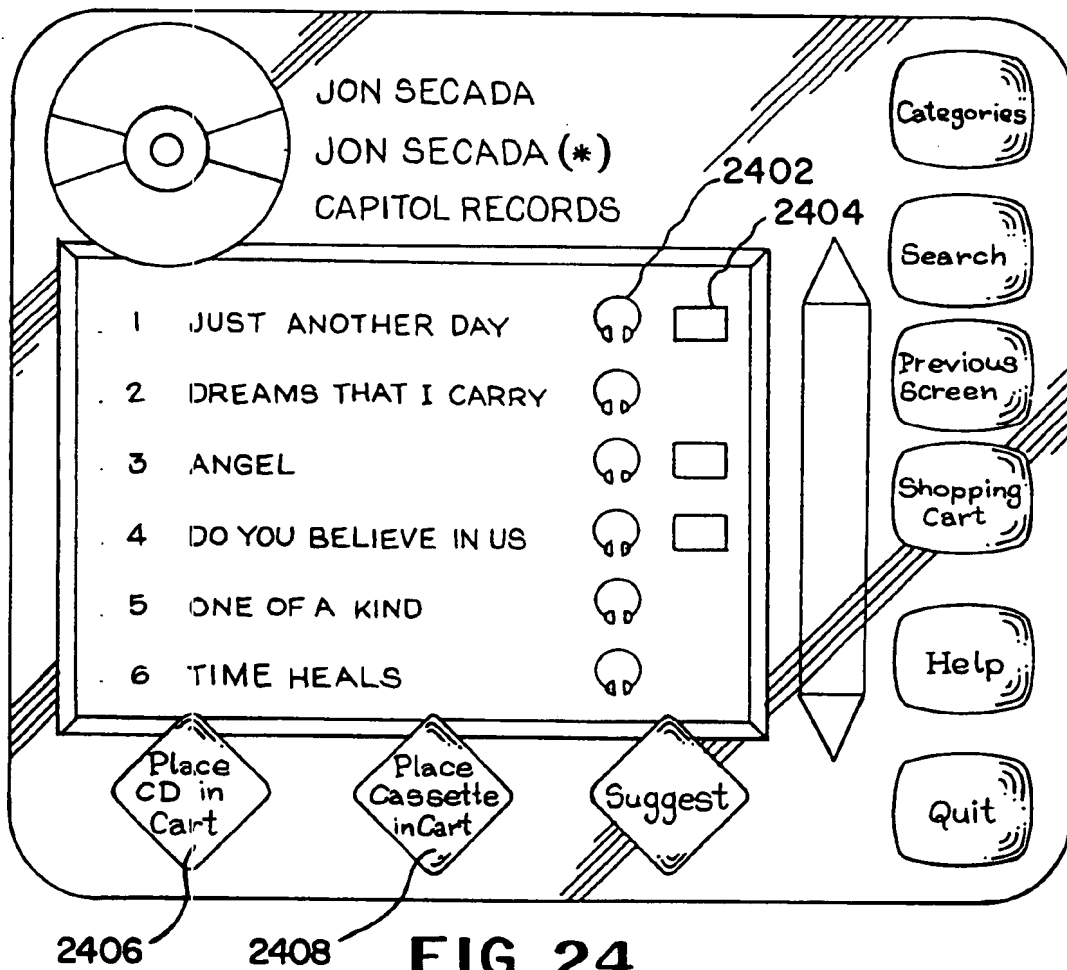 JON SECADA
JON SECADA (*)
CAPITOL RECORDS
2402
2404
1 JUST ANOTHER DAY
2 DREAMS THAT I CARRY
3 ANGEL
4 DO YOU BELIEVE IN US
5 ONE OF A KIND
6 TIME HEALS
Categories
Search
Previous
Screen
Shopping
Cart
Help
Quit
Place
CD in
Cart
Place
Cassette
in Cart
Suggest
2406
2408
FIG 24